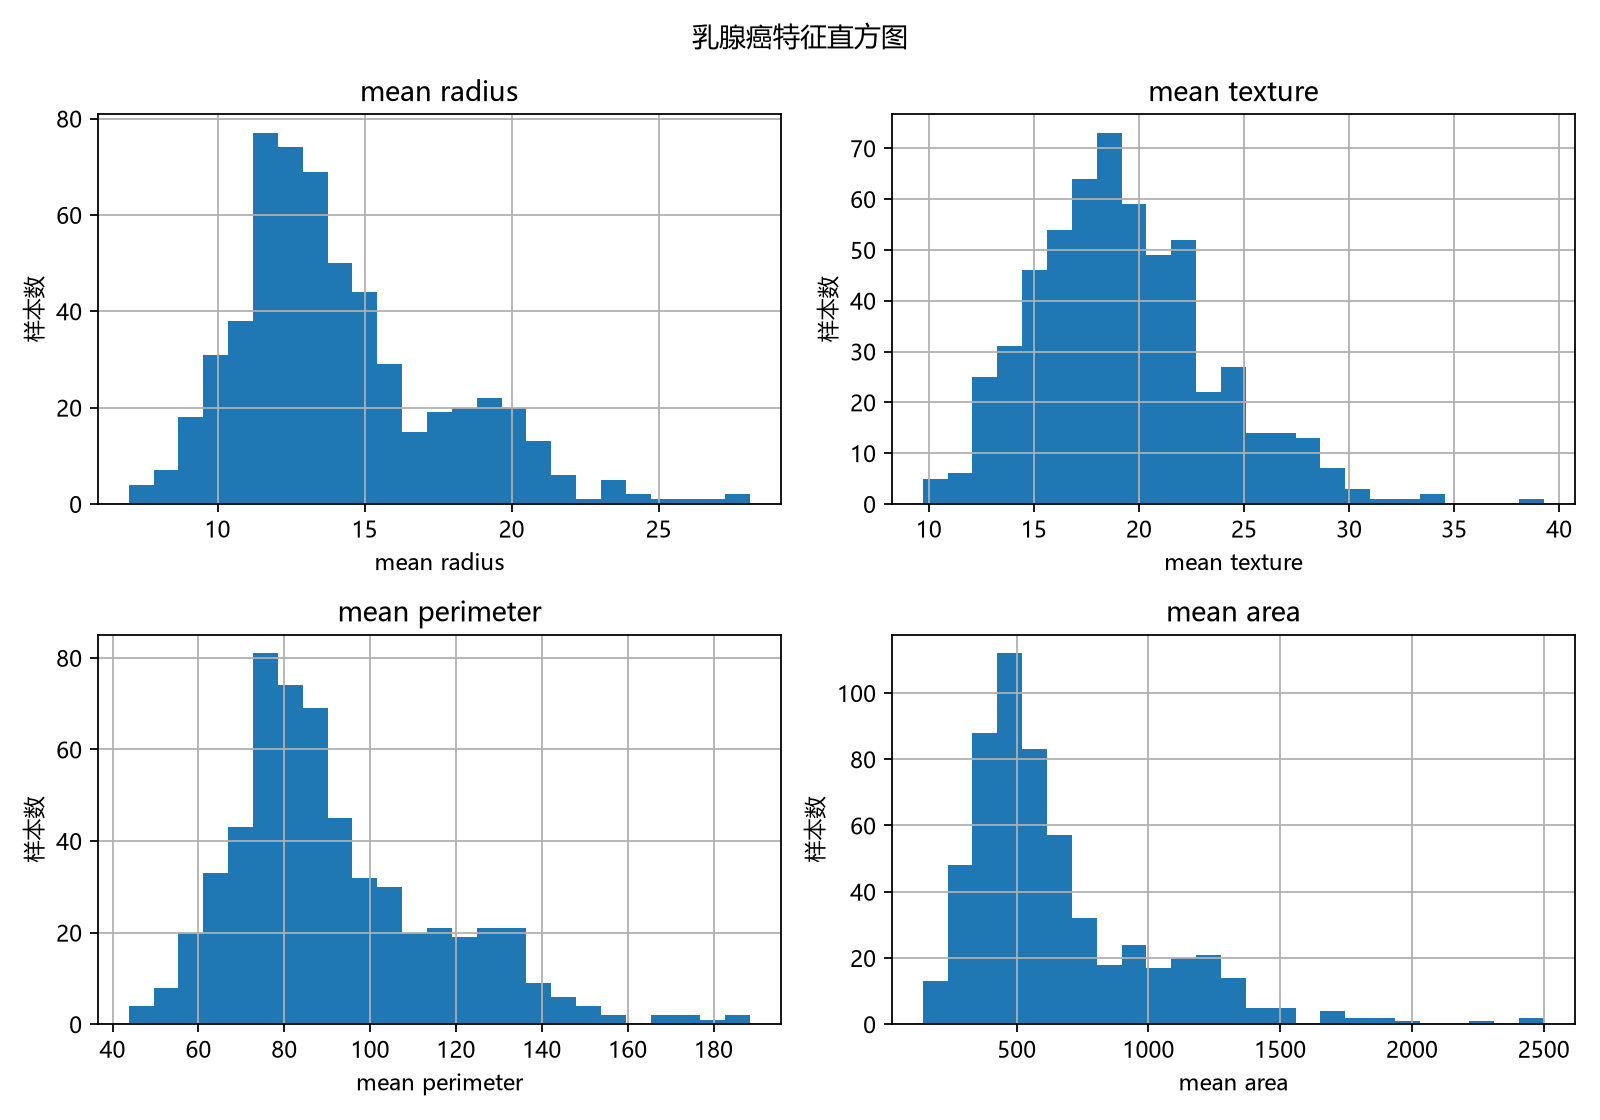 乳腺癌特征直方图
mean radius
80
60
40
20
0
样本数
10 15 20 25
mean radius
mean texture
70
60
50
40
30
20
10
0
样本数
10 15 20 25 30 35 40
mean texture
mean perimeter
80
60
40
20
0
样本数
40 60 80 100 120 140 160 180
mean perimeter
mean area
100
80
60
40
20
0
样本数
500 1000 1500 2000 2500
mean area